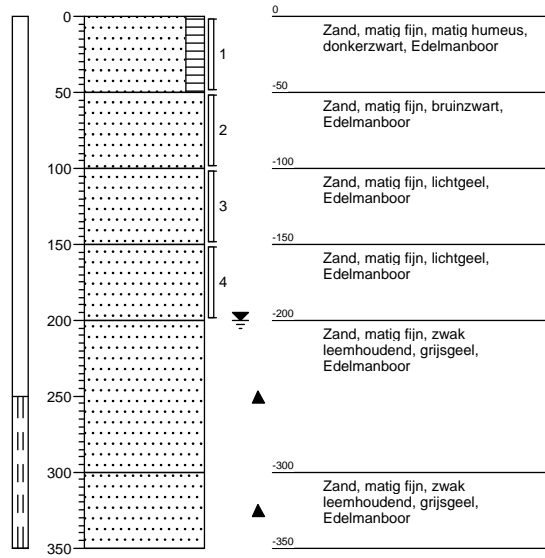 0
50
100
150
200
250
300
350
1
2
3
4
0
Zand, matig fijn, matig humeus,
donkerzwart, Edelmanboor
-50
Zand, matig fijn, bruinzwart,
Edelmanboor
-100
Zand, matig fijn, lichtgeel,
Edelmanboor
-150
Zand, matig fijn, lichtgeel,
Edelmanboor
-200
Zand, matig fijn, zwak
leemhoudend, grijsgeel,
Edelmanboor
-300
Zand, matig fijn, zwak
leemhoudend, grijsgeel,
Edelmanboor
-350